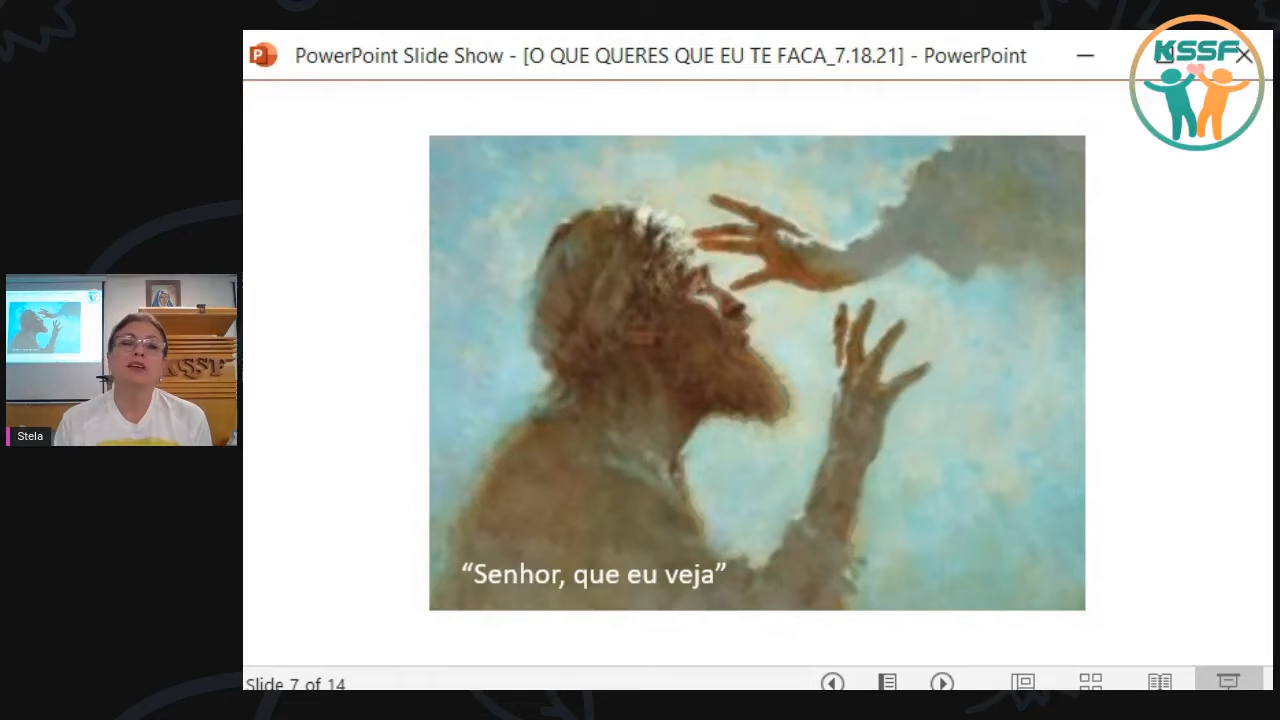 PowerPoint Slide Show - [O QUE QUERES QUE EU TE FACA_7.18.21] - PowerPoint
KSSF
KSSF
Stela
“Senhor, que eu veja”
Slide 7 of 14